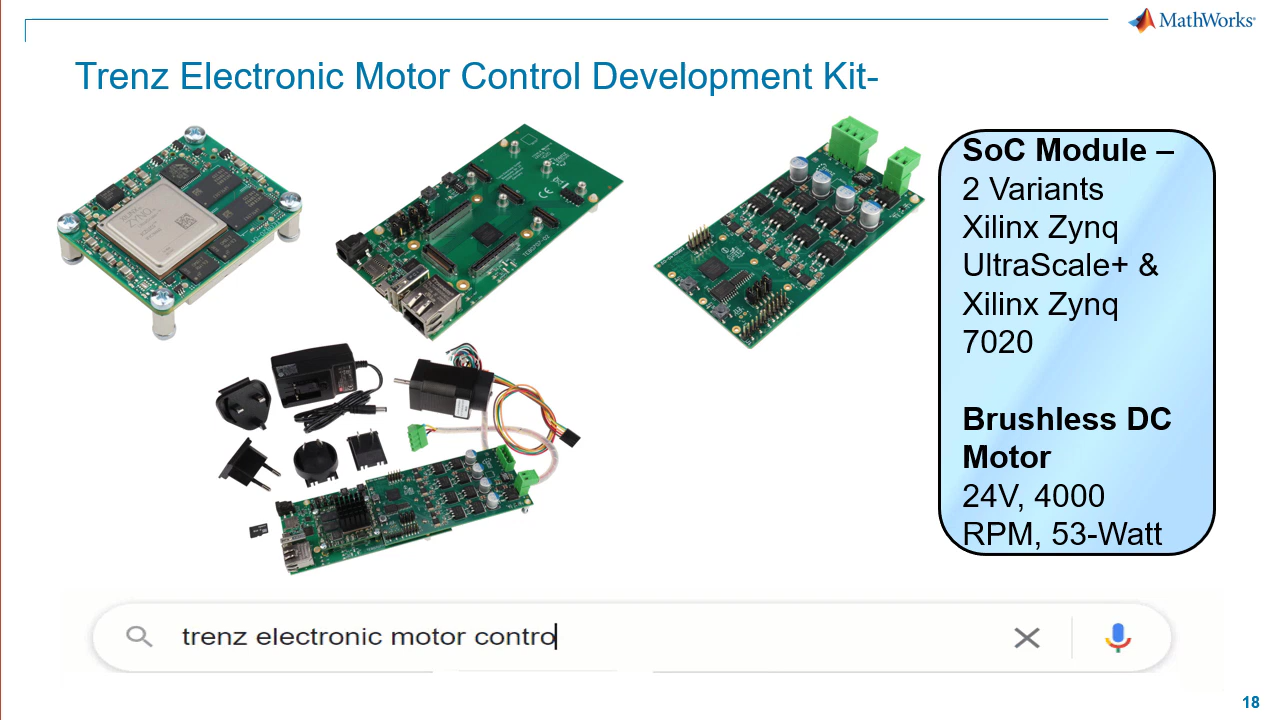 MathWorks
Trenz Electronic Motor Control Development Kit-
SoC Module –
2 Variants
Xilinx Zynq
UltraScale+ &
Xilinx Zynq
7020
Brushless DC
Motor
24V, 4000
RPM, 53-Watt
trenz electronic motor contro
18